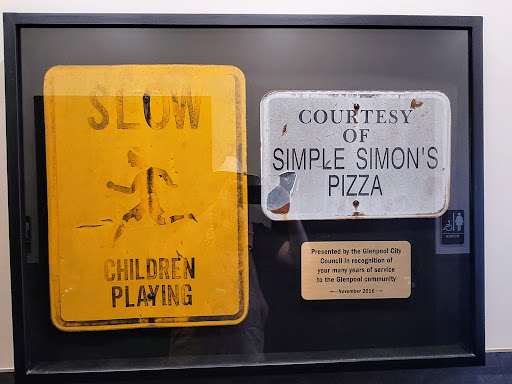 SLOW
CHILDREN
PLAYING
COURTESY
OF
SIMPLE SIMON'S
PIZZA
Presented by the Glenpool City
Council in recognition of
your many years of service
to the Glenpool community
— November 2016 —